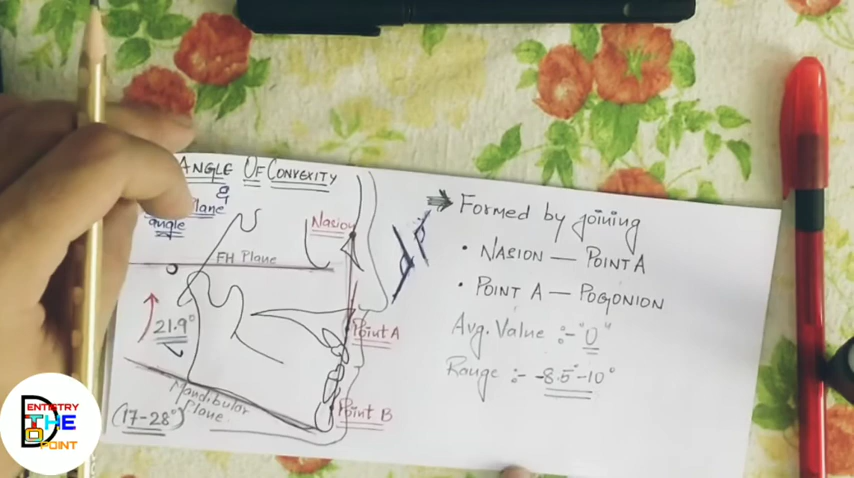 ANGLE OF CONVEXITY
&
Plane
angle
Nasion
FH Plane
Point A
21.9°
Mandibular
Plane
Point B
(17-28°)
Formed by joining
• NASION — POINT A
• POINT A — POGONION
Avg. Value :- "0"
Range :- -8.5°-10°
DENTISTRY
THE
TO
POINT